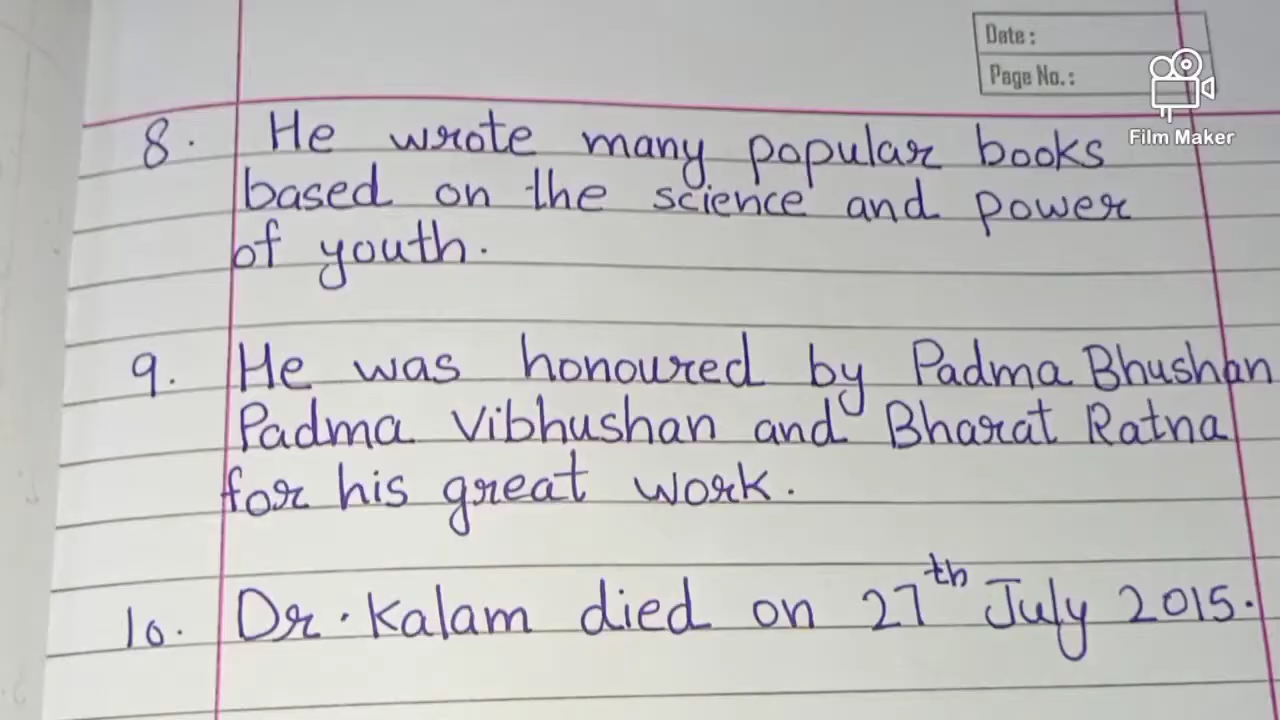 Date :
Page No. :
Film Maker
8. He wrote many popular books
based on the science and power
of youth.
9. He was honoured by Padma Bhushan
Padma Vibhushan and Bharat Ratna
for his great work.
10. Dr. Kalam died on 27th July 2015.